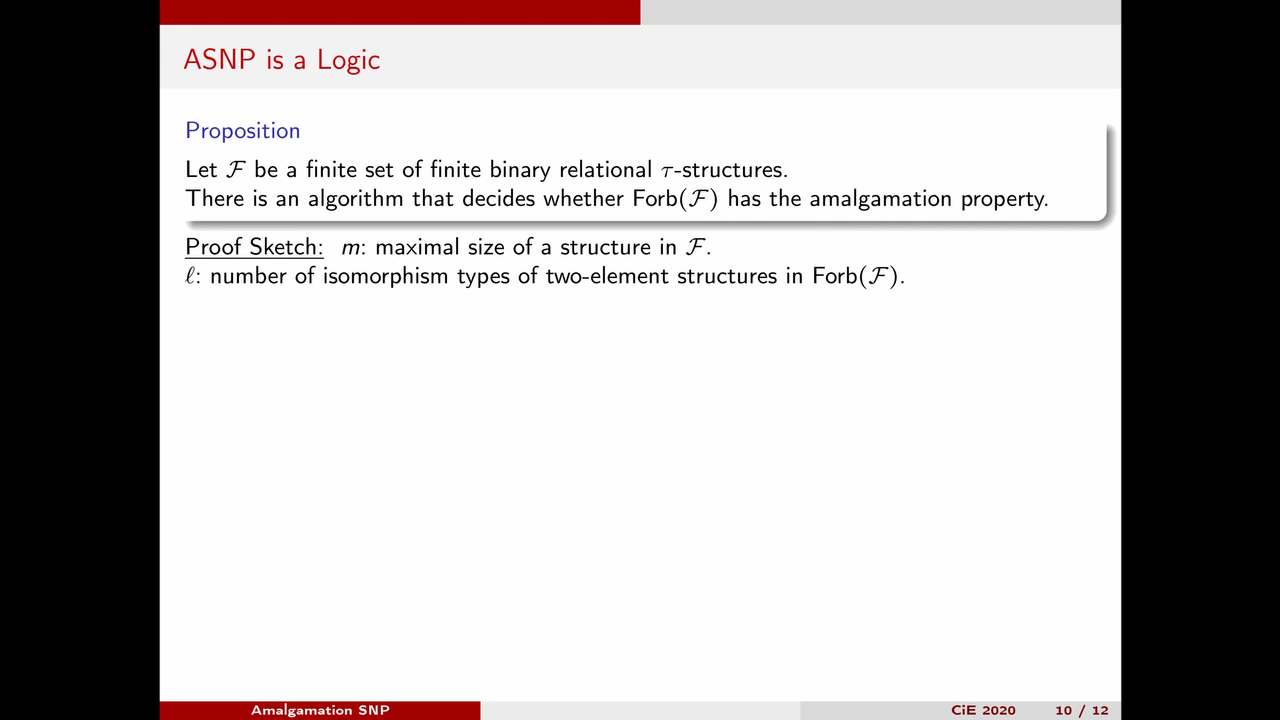 ASNP is a Logic
Proposition
Let ℱ be a finite set of finite binary relational τ-structures.
There is an algorithm that decides whether Forb(ℱ) has the amalgamation property.
Proof Sketch: m: maximal size of a structure in ℱ.
ℓ: number of isomorphism types of two-element structures in Forb(ℱ).
Amalgamation SNP
CiE 2020
10 / 12